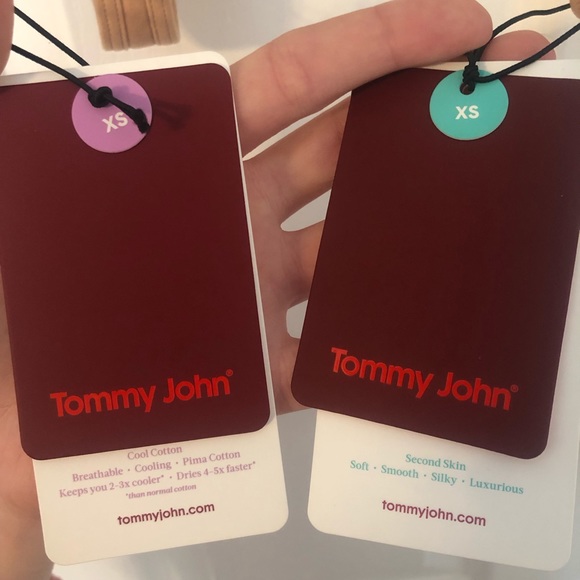 XS
Tommy John®
Cool Cotton
Breathable · Cooling · Pima Cotton
Keeps you 2-3x cooler* · Dries 4-5x faster*
*than normal cotton
tommyjohn.com
XS
Tommy John®
Second Skin
Soft · Smooth · Silky · Luxurious
tommyjohn.com